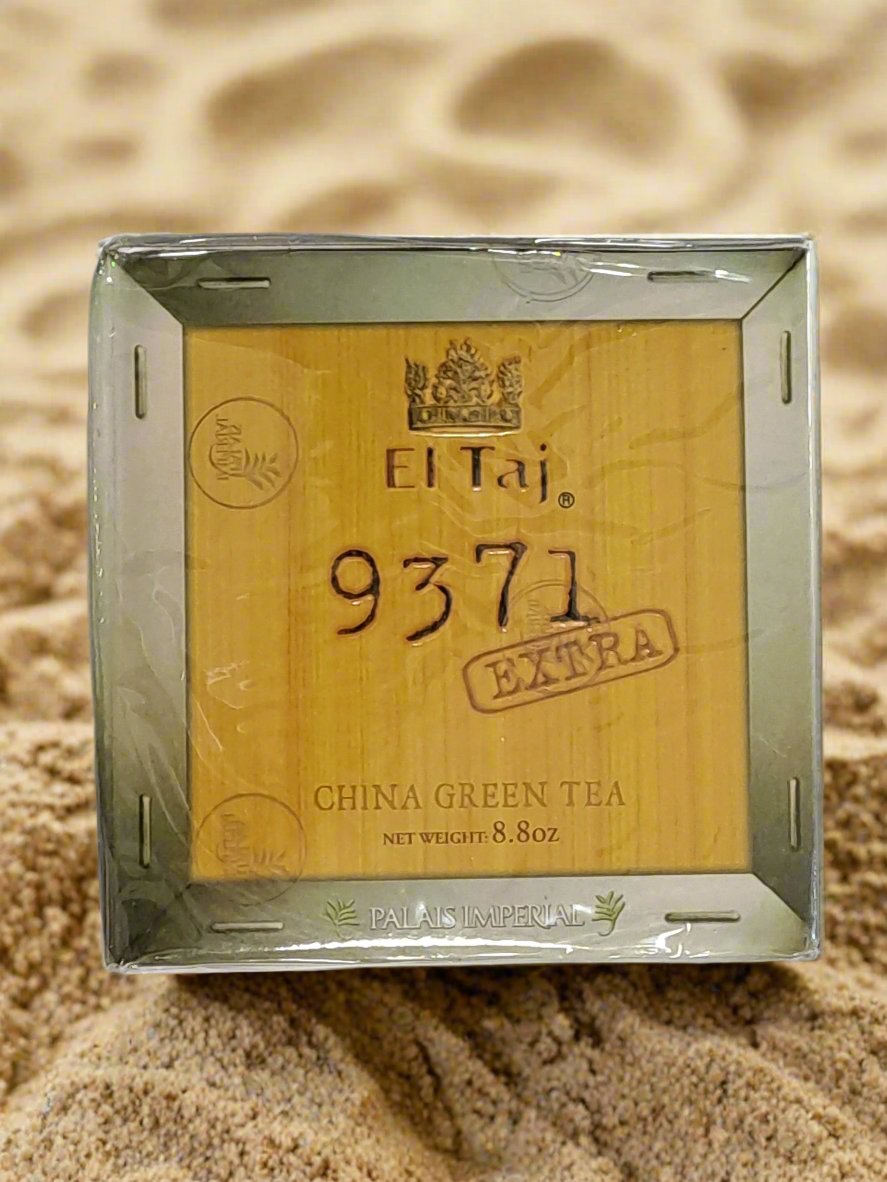 El Taj®
9371
EXTRA
CHINA GREEN TEA
NET WEIGHT: 8.8oz
PALAIS IMPERIAL